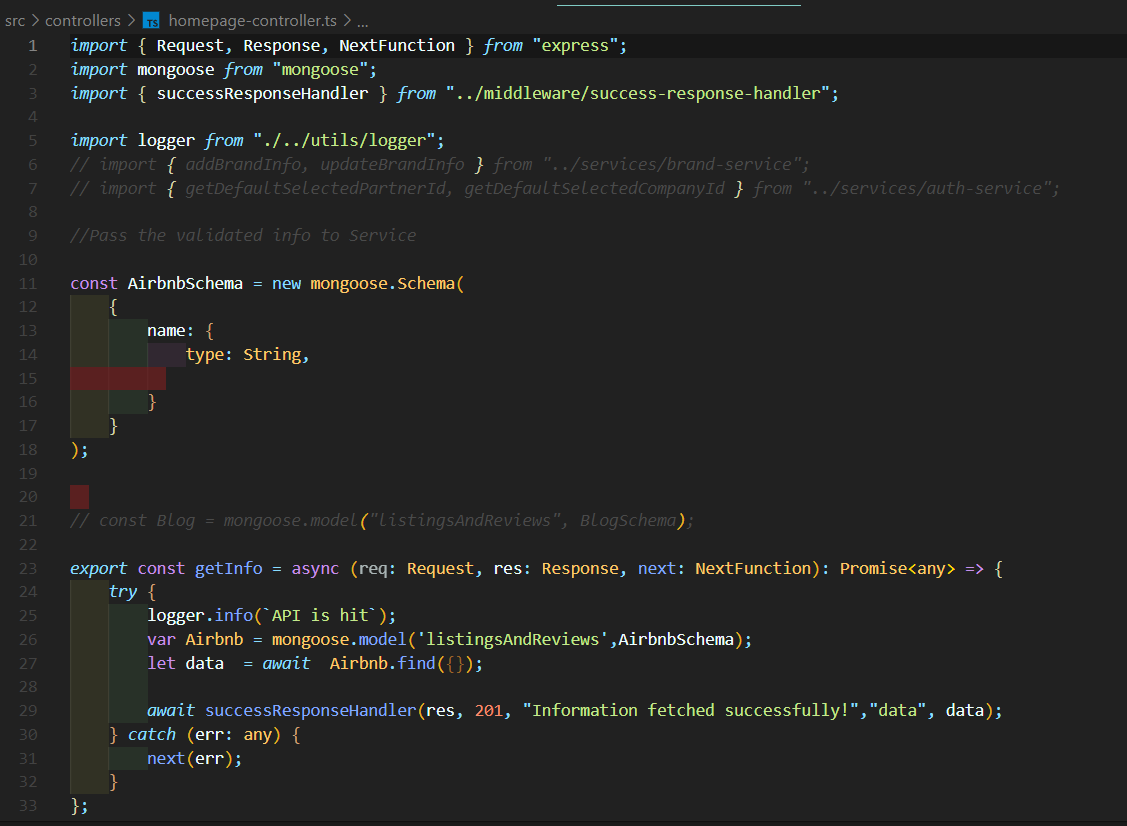 src > controllers > TS homepage-controller.ts > ...
1 import { Request, Response, NextFunction } from "express";
2 import mongoose from "mongoose";
3 import { successResponseHandler } from "../middleware/success-response-handler";
4
5 import logger from "./../utils/logger";
6 // import { addBrandInfo, updateBrandInfo } from "../services/brand-service";
7 // import { getDefaultSelectedPartnerId, getDefaultSelectedCompanyId } from "../services/auth-service";
8
9 //Pass the validated info to Service
10
11 const AirbnbSchema = new mongoose.Schema(
12     {
13         name: {
14             type: String,
15
16         }
17     }
18 );
19
20
21 // const Blog = mongoose.model("listingsAndReviews", BlogSchema);
22
23 export const getInfo = async (req: Request, res: Response, next: NextFunction): Promise<any> => {
24     try {
25         logger.info(`API is hit`);
26         var Airbnb = mongoose.model('listingsAndReviews',AirbnbSchema);
27         let data  = await  Airbnb.find({});
28
29         await successResponseHandler(res, 201, "Information fetched successfully!","data", data);
30     } catch (err: any) {
31         next(err);
32     }
33 };